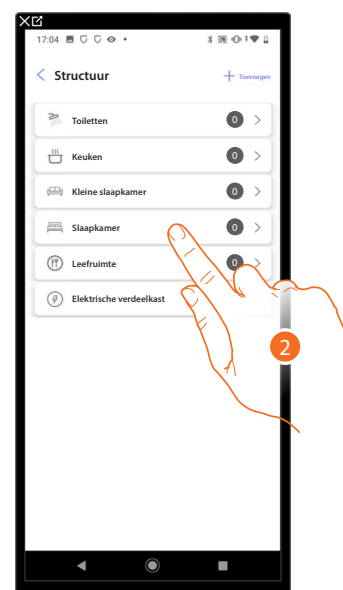 17:04
Structuur
Toevoegen
Toiletten 0
Keuken 0
Kleine slaapkamer 0
Slaapkamer 0
Leefruimte 0
Elektrische verdeelkast
2